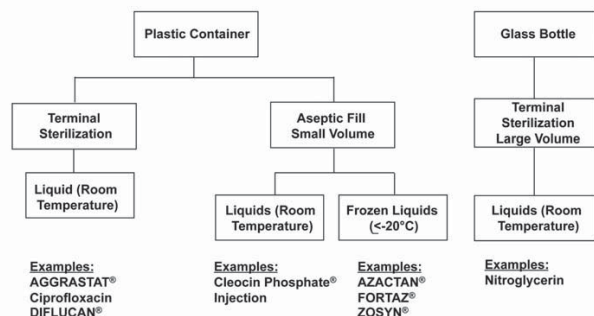 Plastic Container
Glass Bottle
Terminal
Sterilization
Aseptic Fill
Small Volume
Terminal
Sterilization
Large Volume
Liquid (Room
Temperature)
Liquids (Room
Temperature)
Frozen Liquids
(≤-20°C)
Liquids (Room
Temperature)
Examples:
AGGRASTAT®
Ciprofloxacin
DIFLUCAN®
Examples:
Cleocin Phosphate®
Injection
Examples:
AZACTAN®
FORTAZ®
ZOSYN®
Examples:
Nitroglycerin